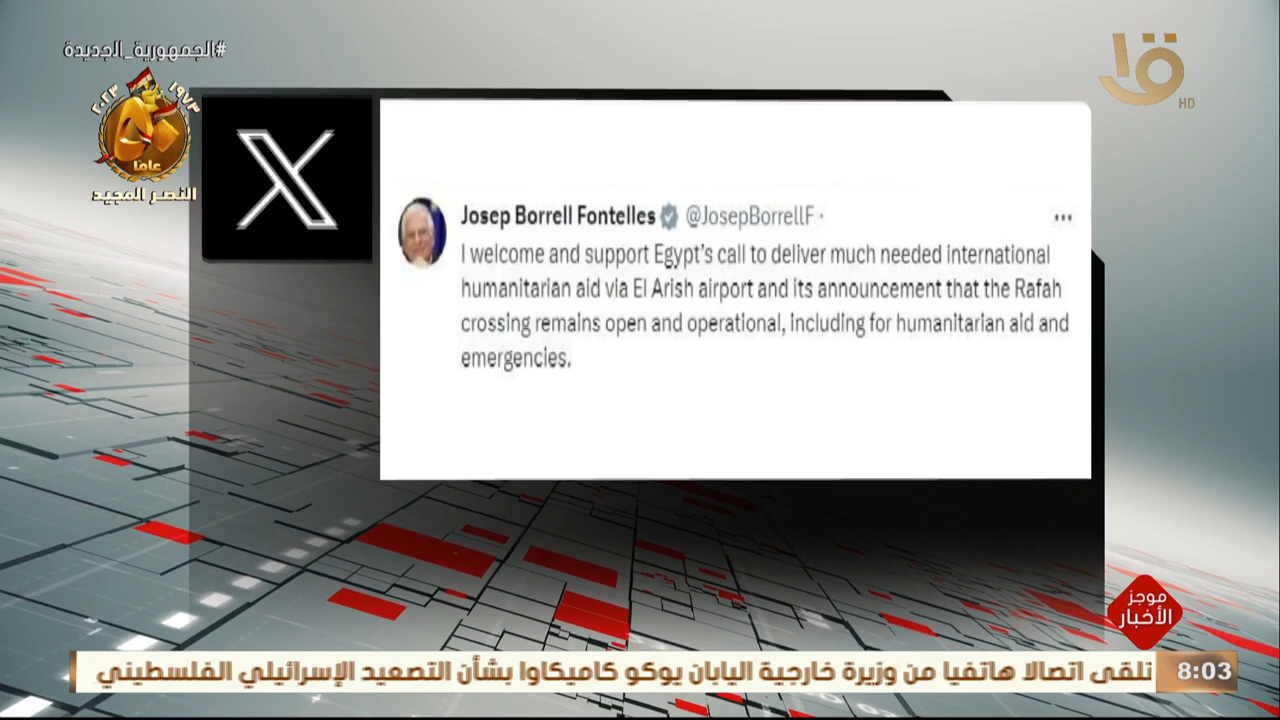 #الجمهورية_الجديدة
١٩٧٣
٢٠٢٣
٥٠
عاما
النصر المجيد
HD
X
Josep Borrell Fontelles @JosepBorrellF ·
I welcome and support Egypt's call to deliver much needed international
humanitarian aid via El Arish airport and its announcement that the Rafah
crossing remains open and operational, including for humanitarian aid and
emergencies.
موجز
الأخبار
تلقى اتصالا هاتفيا من وزيرة خارجية اليابان يوكو كاميكاوا بشأن التصعيد الإسرائيلي الفلسطيني
8:03